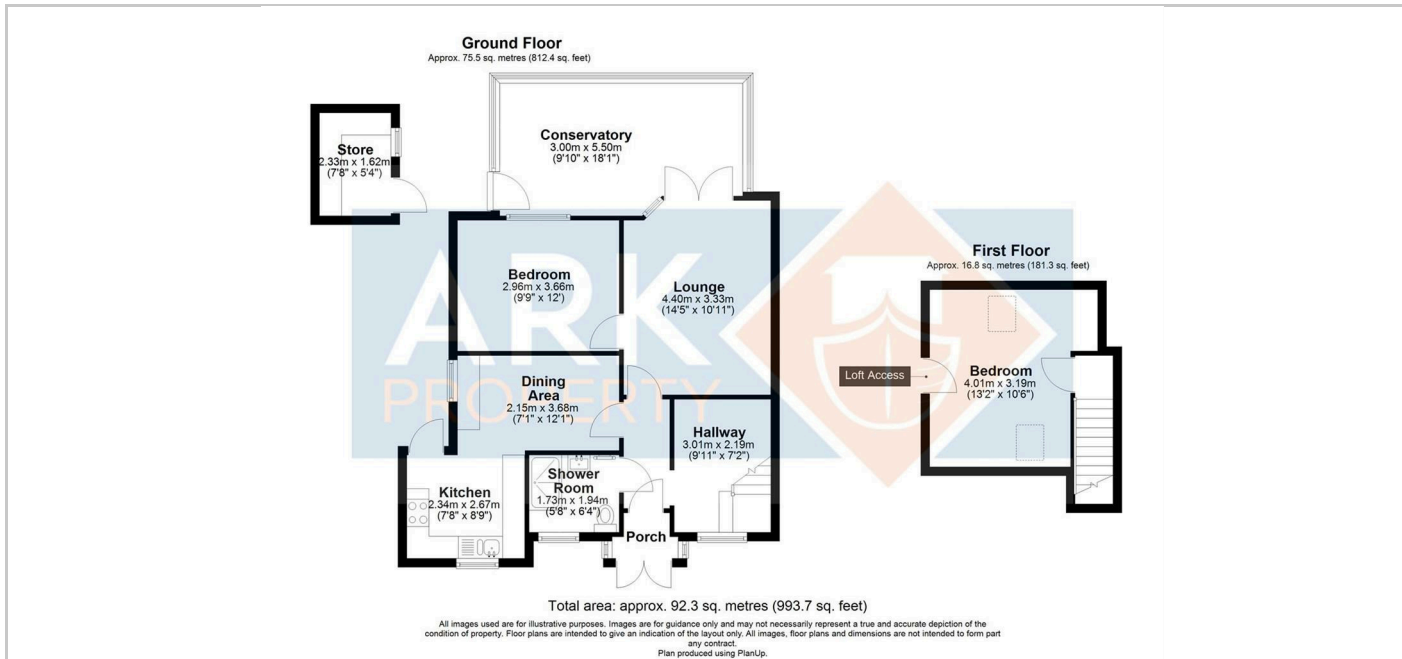 Ground Floor
Approx. 75.5 sq. metres (812.4 sq. feet)
Conservatory
3.00m x 5.50m
(9'10" x 18'1")
Store
2.33m x 1.62m
(7'8" x 5'4")
Bedroom
2.96m x 3.66m
(9'9" x 12')
Lounge
4.40m x 3.33m
(14'5" x 10'11")
ARK
PROPERTY
Dining
Area
2.15m x 3.68m
(7'1" x 12'1")
Hallway
3.01m x 2.19m
(9'11" x 7'2")
Kitchen
2.34m x 2.67m
(7'8" x 8'9")
Shower
Room
1.73m x 1.94m
(5'8" x 6'4")
Porch
First Floor
Approx. 16.8 sq. metres (181.3 sq. feet)
Loft Access
Bedroom
4.01m x 3.19m
(13'2" x 10'6")
Total area: approx. 92.3 sq. metres (993.7 sq. feet)
All images used are for illustrative purposes. Images are for guidance only and may not necessarily represent a true and accurate depiction of the
condition of property. Floor plans are intended to give an indication of the layout only. All images, floor plans and dimensions are not intended to form part
any contract.
Plan produced using PlanUp.